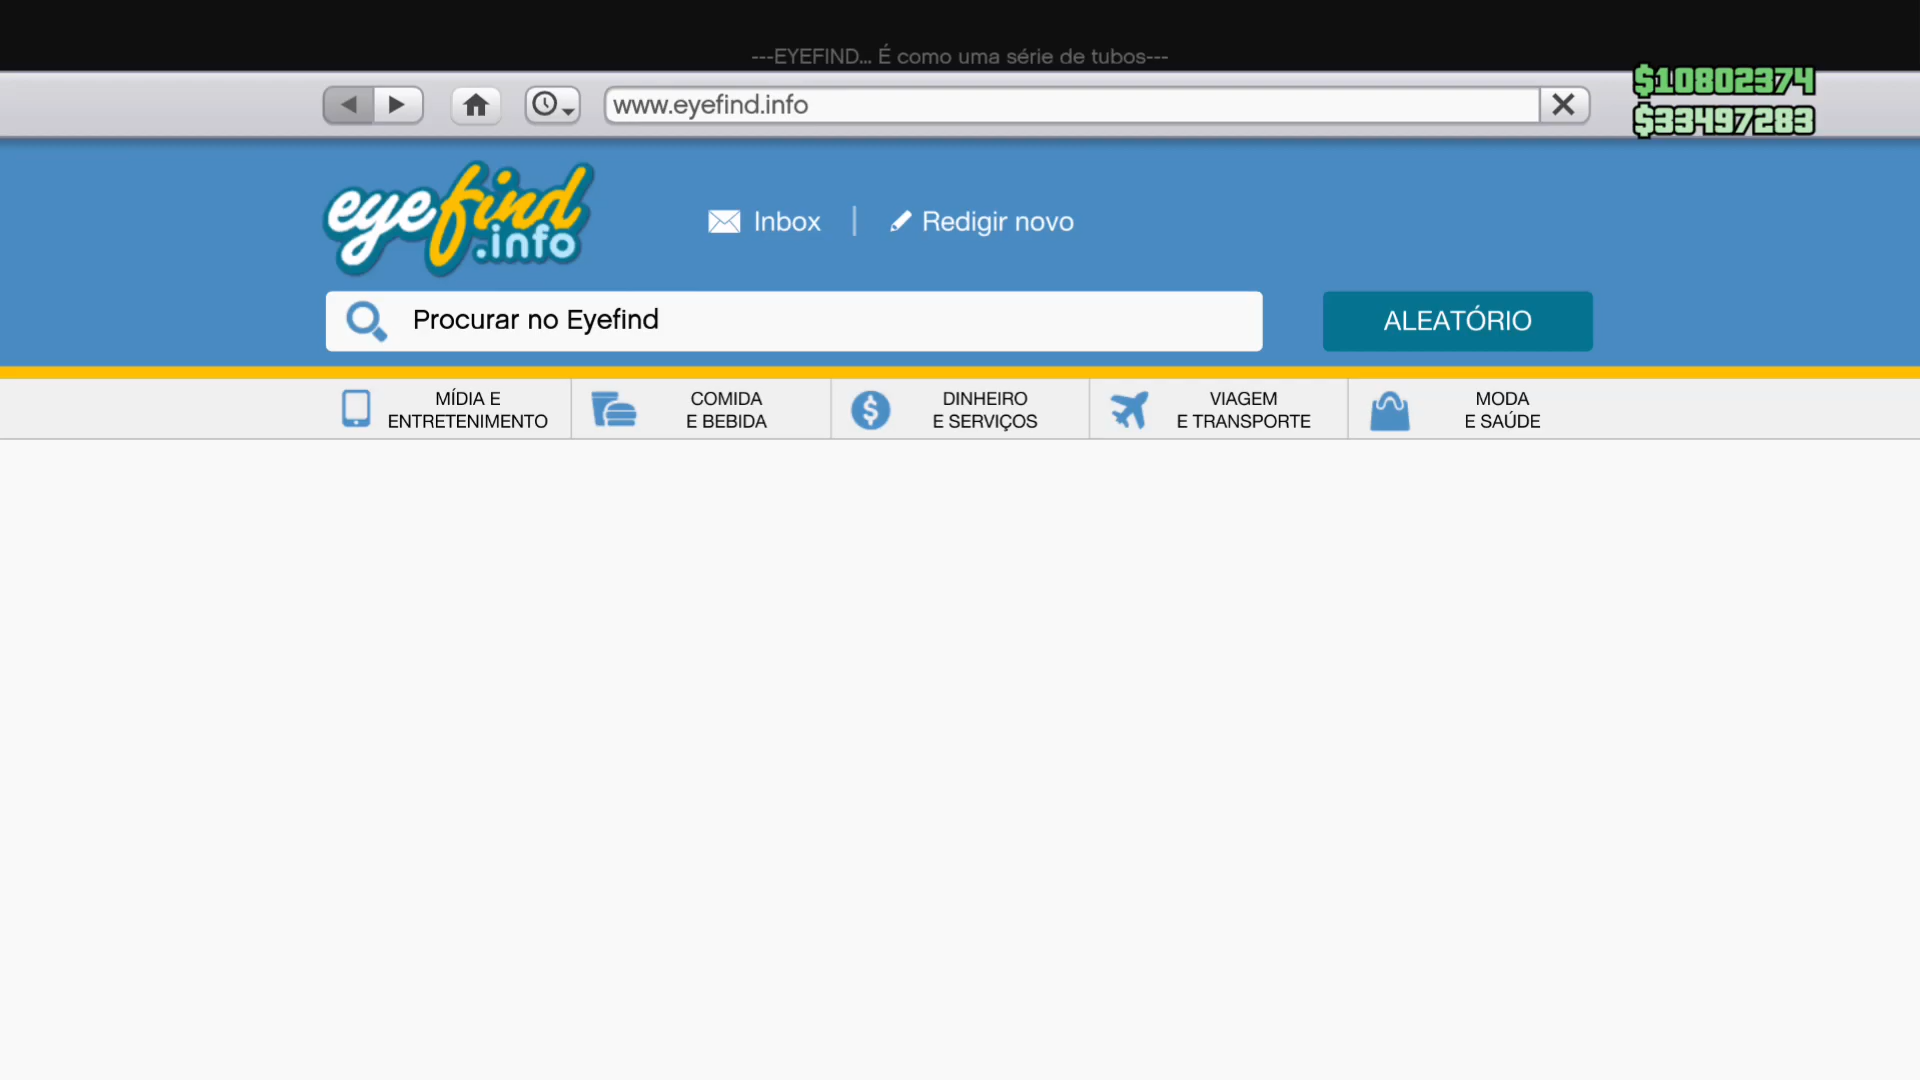 ---EYEFIND... É como uma série de tubos---
www.eyefind.info
$10802374
$33497283
eyefind
.info
Inbox
Redigir novo
Procurar no Eyefind
ALEATÓRIO
MÍDIA E
ENTRETENIMENTO
COMIDA
E BEBIDA
DINHEIRO
E SERVIÇOS
VIAGEM
E TRANSPORTE
MODA
E SAÚDE